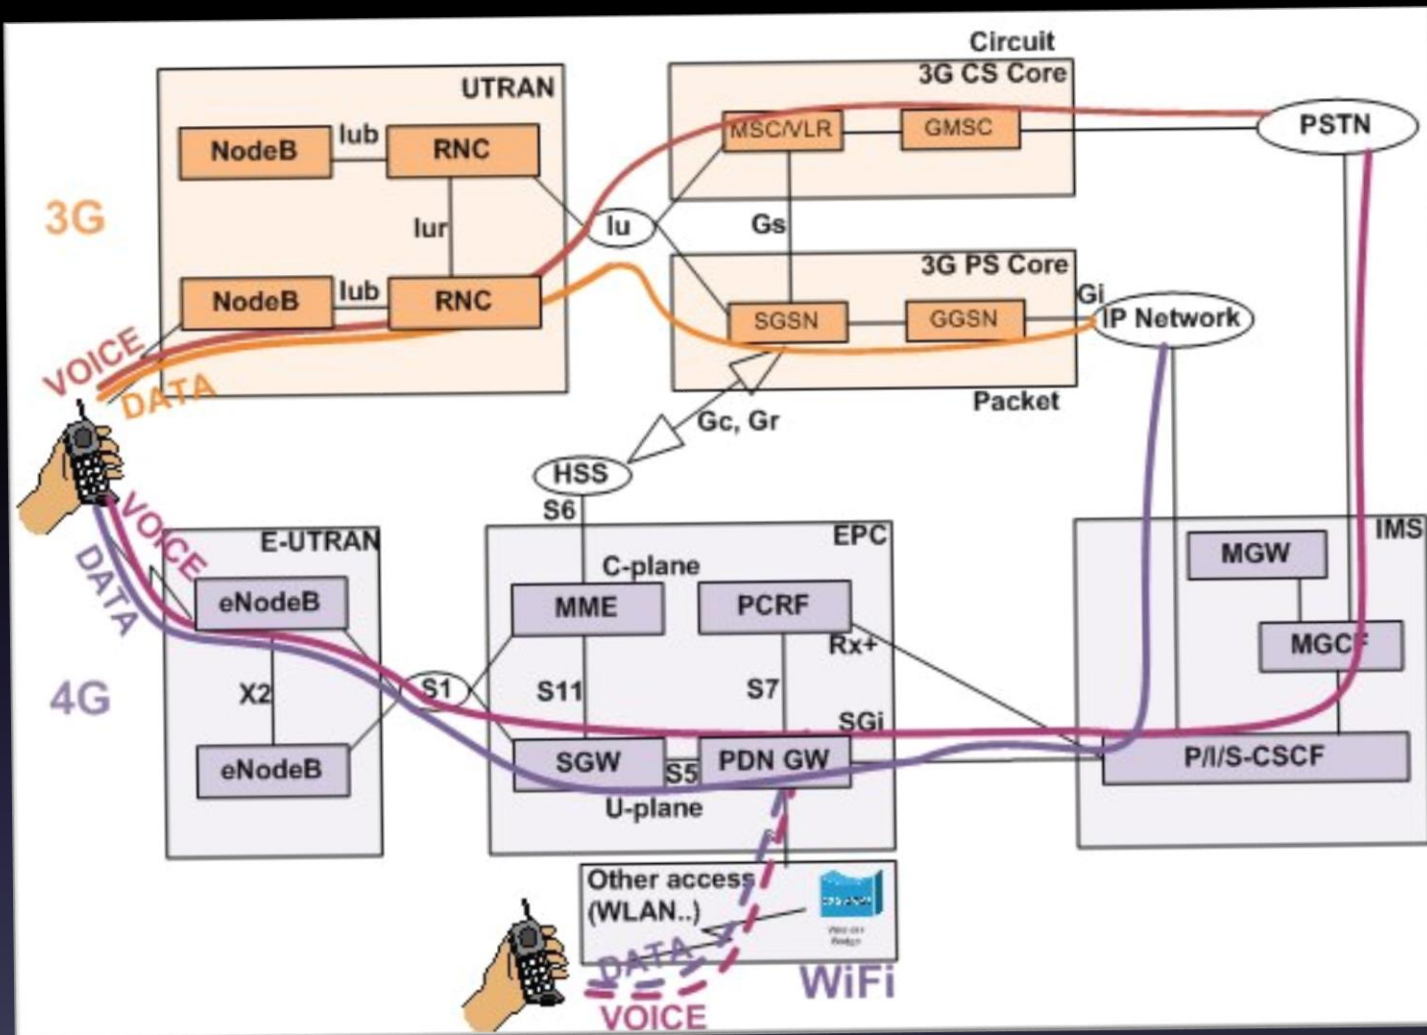 Circuit
3G CS Core
UTRAN
NodeB
Iub
RNC
MSC/VLR
GMSC
PSTN
3G
Iur
Iu
Gs
NodeB
Iub
RNC
3G PS Core
SGSN
GGSN
Gi
IP Network
VOICE
DATA
Packet
Gc, Gr
HSS
S6
VOICE
DATA
E-UTRAN
eNodeB
X2
eNodeB
4G
S1
EPC
C-plane
MME
PCRF
Rx+
S11
S7
SGi
SGW
S5
PDN GW
U-plane
IMS
MGW
MGCF
P/I/S-CSCF
Other access
(WLAN..)
DATA
WiFi
VOICE